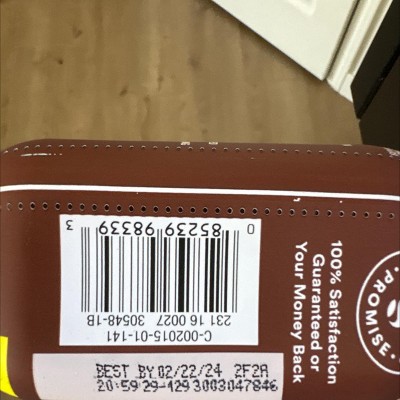 0 85239 98339 3
231 16 0027 30548-1B
C-002015-01-141
100% Satisfaction
Guaranteed or
Your Money Back
PROMISE.
BEST BY 02/22/24 2F2A
20:59 29-129 3003047846